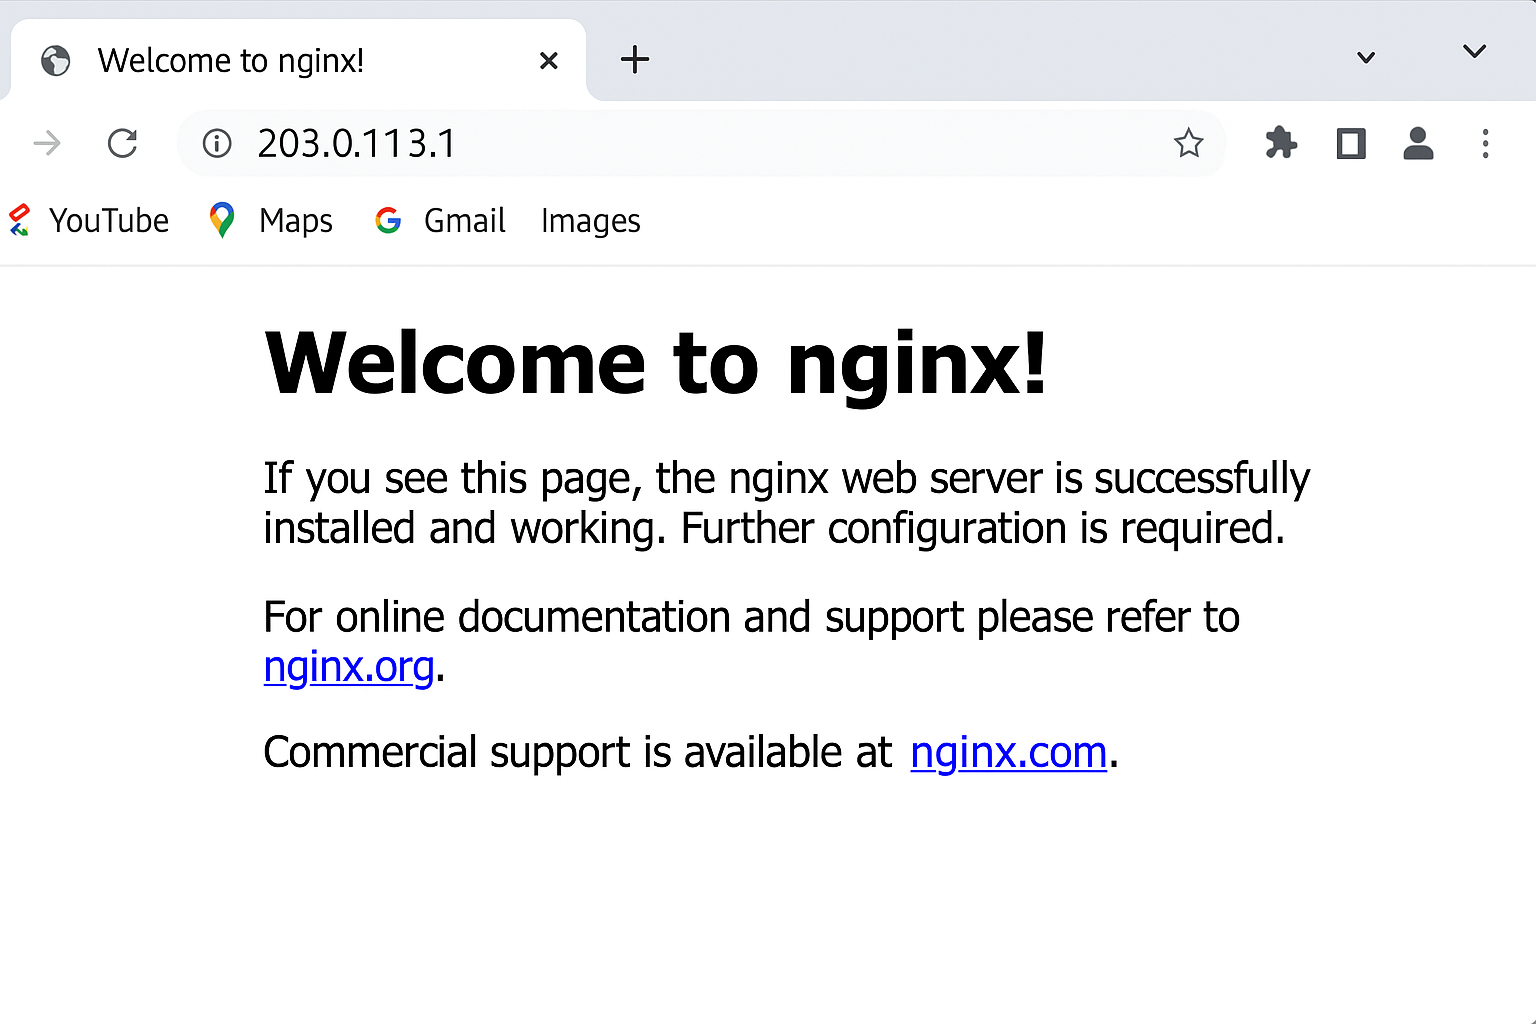 Welcome to nginx!
203.0.113.1
YouTube Maps Gmail Images
Welcome to nginx!
If you see this page, the nginx web server is successfully
installed and working. Further configuration is required.
For online documentation and support please refer to
nginx.org.
Commercial support is available at nginx.com.